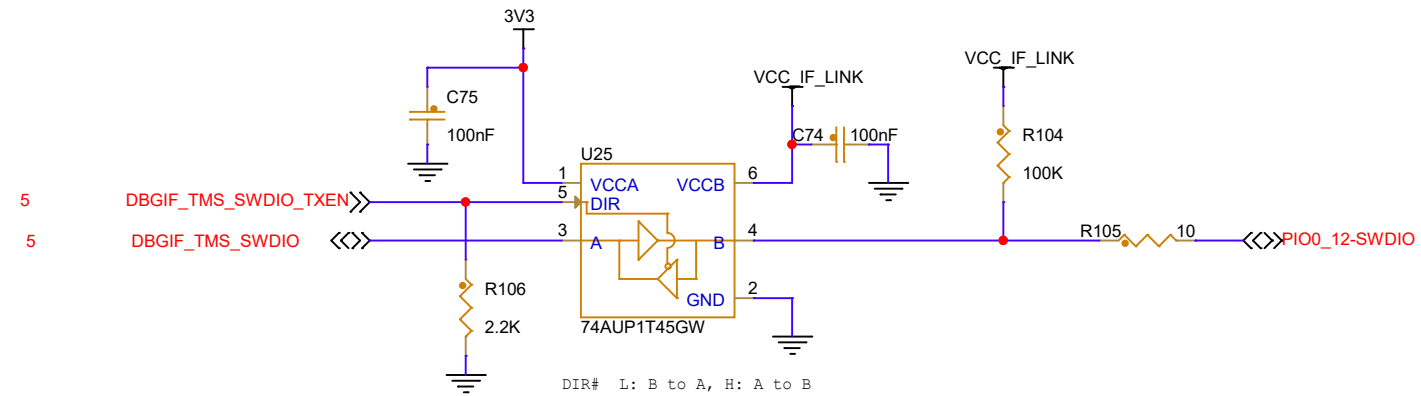 3V3
VCC_IF_LINK
VCC_IF_LINK
C75
100nF
C74
100nF
R104
100K
U25
1
VCCA
VCCB
6
5
DBGIF_TMS_SWDIO_TXEN
5
DIR
5
DBGIF_TMS_SWDIO
3
A
B
4
R105
10
PIO0_12-SWDIO
R106
2.2K
GND
2
74AUP1T45GW
DIR# L: B to A, H: A to B